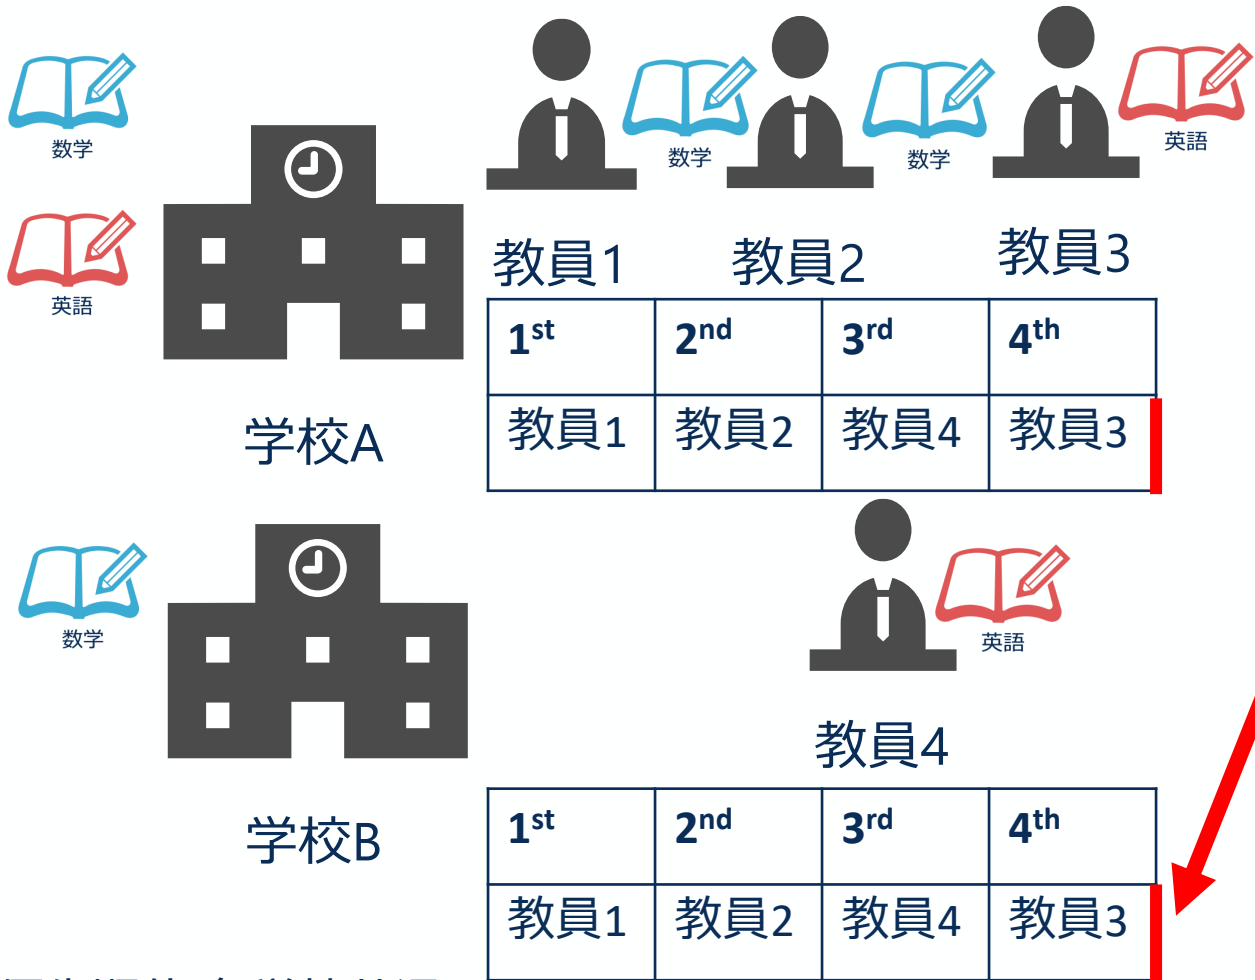 数学
英語
数学
数学
英語
教員1
教員2
教員3
1st 2nd 3rd 4th
教員1 教員2 教員4 教員3
学校A
数学
英語
教員4
学校B
1st 2nd 3rd 4th
教員1 教員2 教員4 教員3